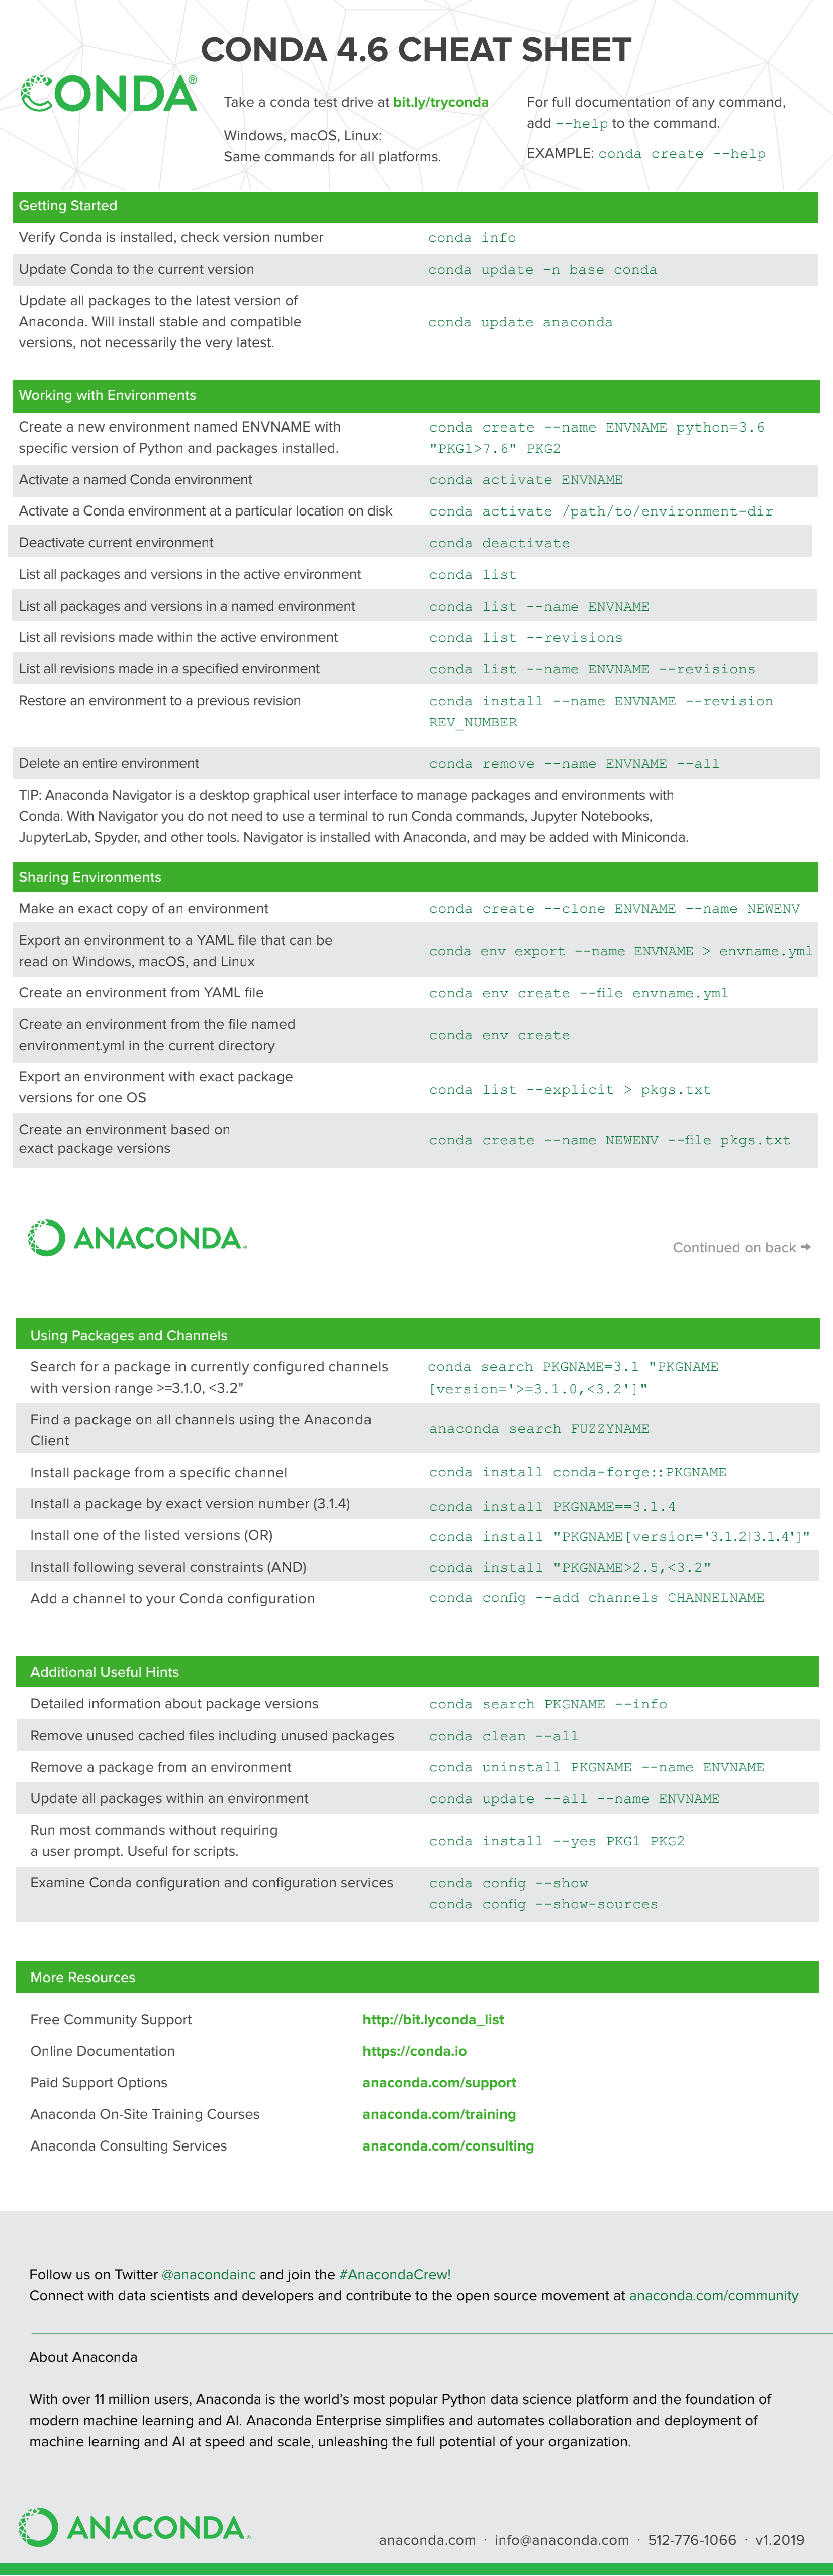 CONDA 4.6 CHEAT SHEET
CONDA®
Take a conda test drive at bit.ly/tryconda
Windows, macOS, Linux:
Same commands for all platforms.
For full documentation of any command,
add --help to the command.
EXAMPLE: conda create --help
Getting Started
Verify Conda is installed, check version number conda info
Update Conda to the current version conda update -n base conda
Update all packages to the latest version of
Anaconda. Will install stable and compatible
versions, not necessarily the very latest.
conda update anaconda
Working with Environments
Create a new environment named ENVNAME with
specific version of Python and packages installed.
conda create --name ENVNAME python=3.6
"PKG1>7.6" PKG2
Activate a named Conda environment conda activate ENVNAME
Activate a Conda environment at a particular location on disk conda activate /path/to/environment-dir
Deactivate current environment conda deactivate
List all packages and versions in the active environment conda list
List all packages and versions in a named environment conda list --name ENVNAME
List all revisions made within the active environment conda list --revisions
List all revisions made in a specified environment conda list --name ENVNAME --revisions
Restore an environment to a previous revision conda install --name ENVNAME --revision
REV_NUMBER
Delete an entire environment conda remove --name ENVNAME --all
TIP: Anaconda Navigator is a desktop graphical user interface to manage packages and environments with
Conda. With Navigator you do not need to use a terminal to run Conda commands, Jupyter Notebooks,
JupyterLab, Spyder, and other tools. Navigator is installed with Anaconda, and may be added with Miniconda.
Sharing Environments
Make an exact copy of an environment conda create --clone ENVNAME --name NEWENV
Export an environment to a YAML file that can be
read on Windows, macOS, and Linux
conda env export --name ENVNAME > envname.yml
Create an environment from YAML file conda env create --file envname.yml
Create an environment from the file named
environment.yml in the current directory
conda env create
Export an environment with exact package
versions for one OS
conda list --explicit > pkgs.txt
Create an environment based on
exact package versions
conda create --name NEWENV --file pkgs.txt
ANACONDA.
Continued on back ➜
Using Packages and Channels
Search for a package in currently configured channels
with version range >=3.1.0, <3.2"
conda search PKGNAME=3.1 "PKGNAME
[version='>=3.1.0,<3.2']"
Find a package on all channels using the Anaconda
Client
anaconda search FUZZYNAME
Install package from a specific channel conda install conda-forge::PKGNAME
Install a package by exact version number (3.1.4) conda install PKGNAME==3.1.4
Install one of the listed versions (OR) conda install "PKGNAME[version='3.1.2|3.1.4']"
Install following several constraints (AND) conda install "PKGNAME>2.5,<3.2"
Add a channel to your Conda configuration conda config --add channels CHANNELNAME
Additional Useful Hints
Detailed information about package versions conda search PKGNAME --info
Remove unused cached files including unused packages conda clean --all
Remove a package from an environment conda uninstall PKGNAME --name ENVNAME
Update all packages within an environment conda update --all --name ENVNAME
Run most commands without requiring
a user prompt. Useful for scripts.
conda install --yes PKG1 PKG2
Examine Conda configuration and configuration services conda config --show
conda config --show-sources
More Resources
Free Community Support http://bit.lyconda_list
Online Documentation https://conda.io
Paid Support Options anaconda.com/support
Anaconda On-Site Training Courses anaconda.com/training
Anaconda Consulting Services anaconda.com/consulting
Follow us on Twitter @anacondainc and join the #AnacondaCrew!
Connect with data scientists and developers and contribute to the open source movement at anaconda.com/community
About Anaconda
With over 11 million users, Anaconda is the world's most popular Python data science platform and the foundation of
modern machine learning and AI. Anaconda Enterprise simplifies and automates collaboration and deployment of
machine learning and AI at speed and scale, unleashing the full potential of your organization.
ANACONDA.
anaconda.com · info@anaconda.com · 512-776-1066 · v1.2019